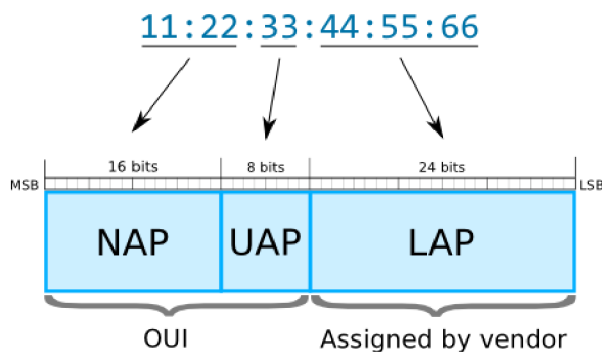 11:22:33:44:55:66
16 bits 8 bits 24 bits
MSB LSB
NAP UAP LAP
OUI Assigned by vendor